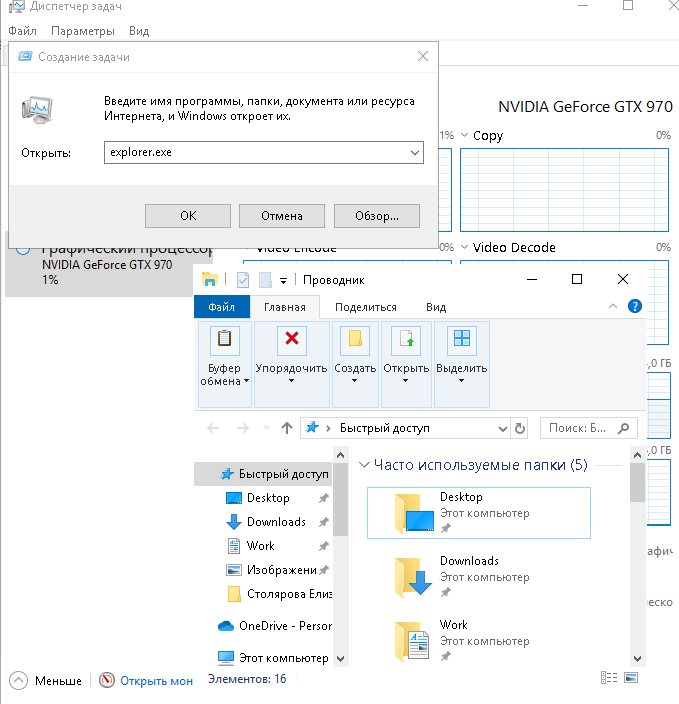 Диспетчер задач
Файл Параметры Вид
Создание задачи
Введите имя программы, папки, документа или ресурса
Интернета, и Windows откроет их.
Открыть: explorer.exe
ОК Отмена Обзор...
NVIDIA GeForce GTX 970
1% Copy 0%
0% Video Decode 0%
Video Encode
Графический процессор
NVIDIA GeForce GTX 970
1%
Проводник
Файл Главная Поделиться Вид
Буфер обмена
Упорядочить
Создать
Открыть
Выделить
Быстрый доступ
Поиск: Б...
Быстрый доступ
Desktop
Downloads
Work
Изображени
Столярова Елиз
OneDrive - Person
Этот компьютер
Часто используемые папки (5)
Desktop
Этот компьютер
Downloads
Этот компьютер
Work
Этот компьютер
,0 ГБ
,0 ГБ
Меньше
Открыть мон
Элементов: 16